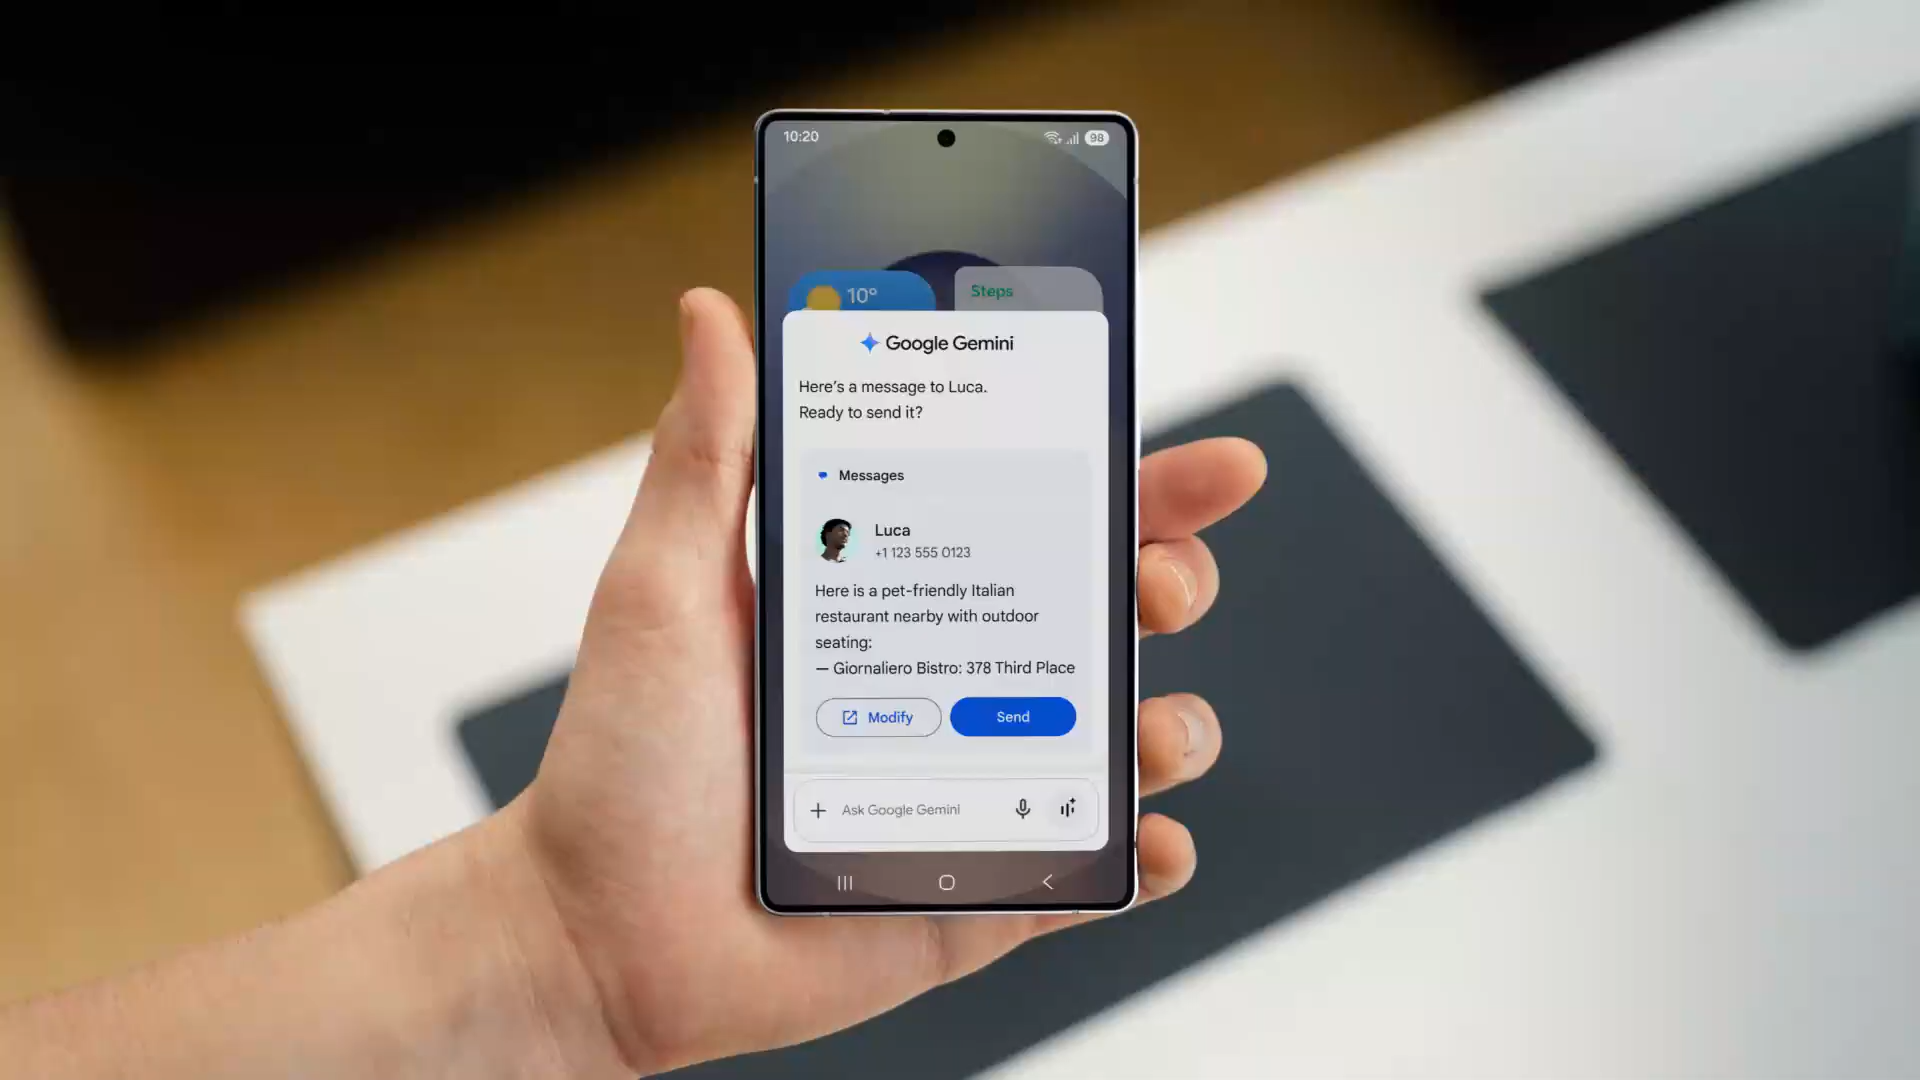 10:20
98
10°
Steps
Google Gemini
Here's a message to Luca.
Ready to send it?
Messages
Luca
+1 123 555 0123
Here is a pet-friendly Italian
restaurant nearby with outdoor
seating:
— Giornaliero Bistro: 378 Third Place
Modify
Send
Ask Google Gemini